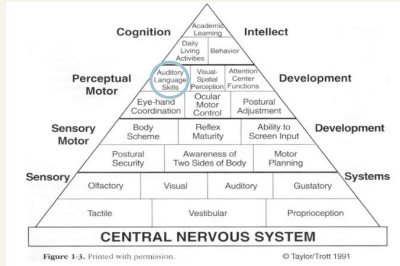 Cognition Academic Learning Intellect
Daily Living Activities Behavior
Perceptual Motor Auditory Language Skills Visual-Spatial Perception Attention Center Functions Development
Eye-hand Coordination Ocular Motor Control Postural Adjustment
Sensory Motor Body Scheme Reflex Maturity Ability to Screen Input Development
Postural Security Awareness of Two Sides of Body Motor Planning
Sensory Olfactory Visual Auditory Gustatory Systems
Tactile Vestibular Proprioception
CENTRAL NERVOUS SYSTEM
Figure 1-3. Printed with permission. © Taylor/Trott 1991